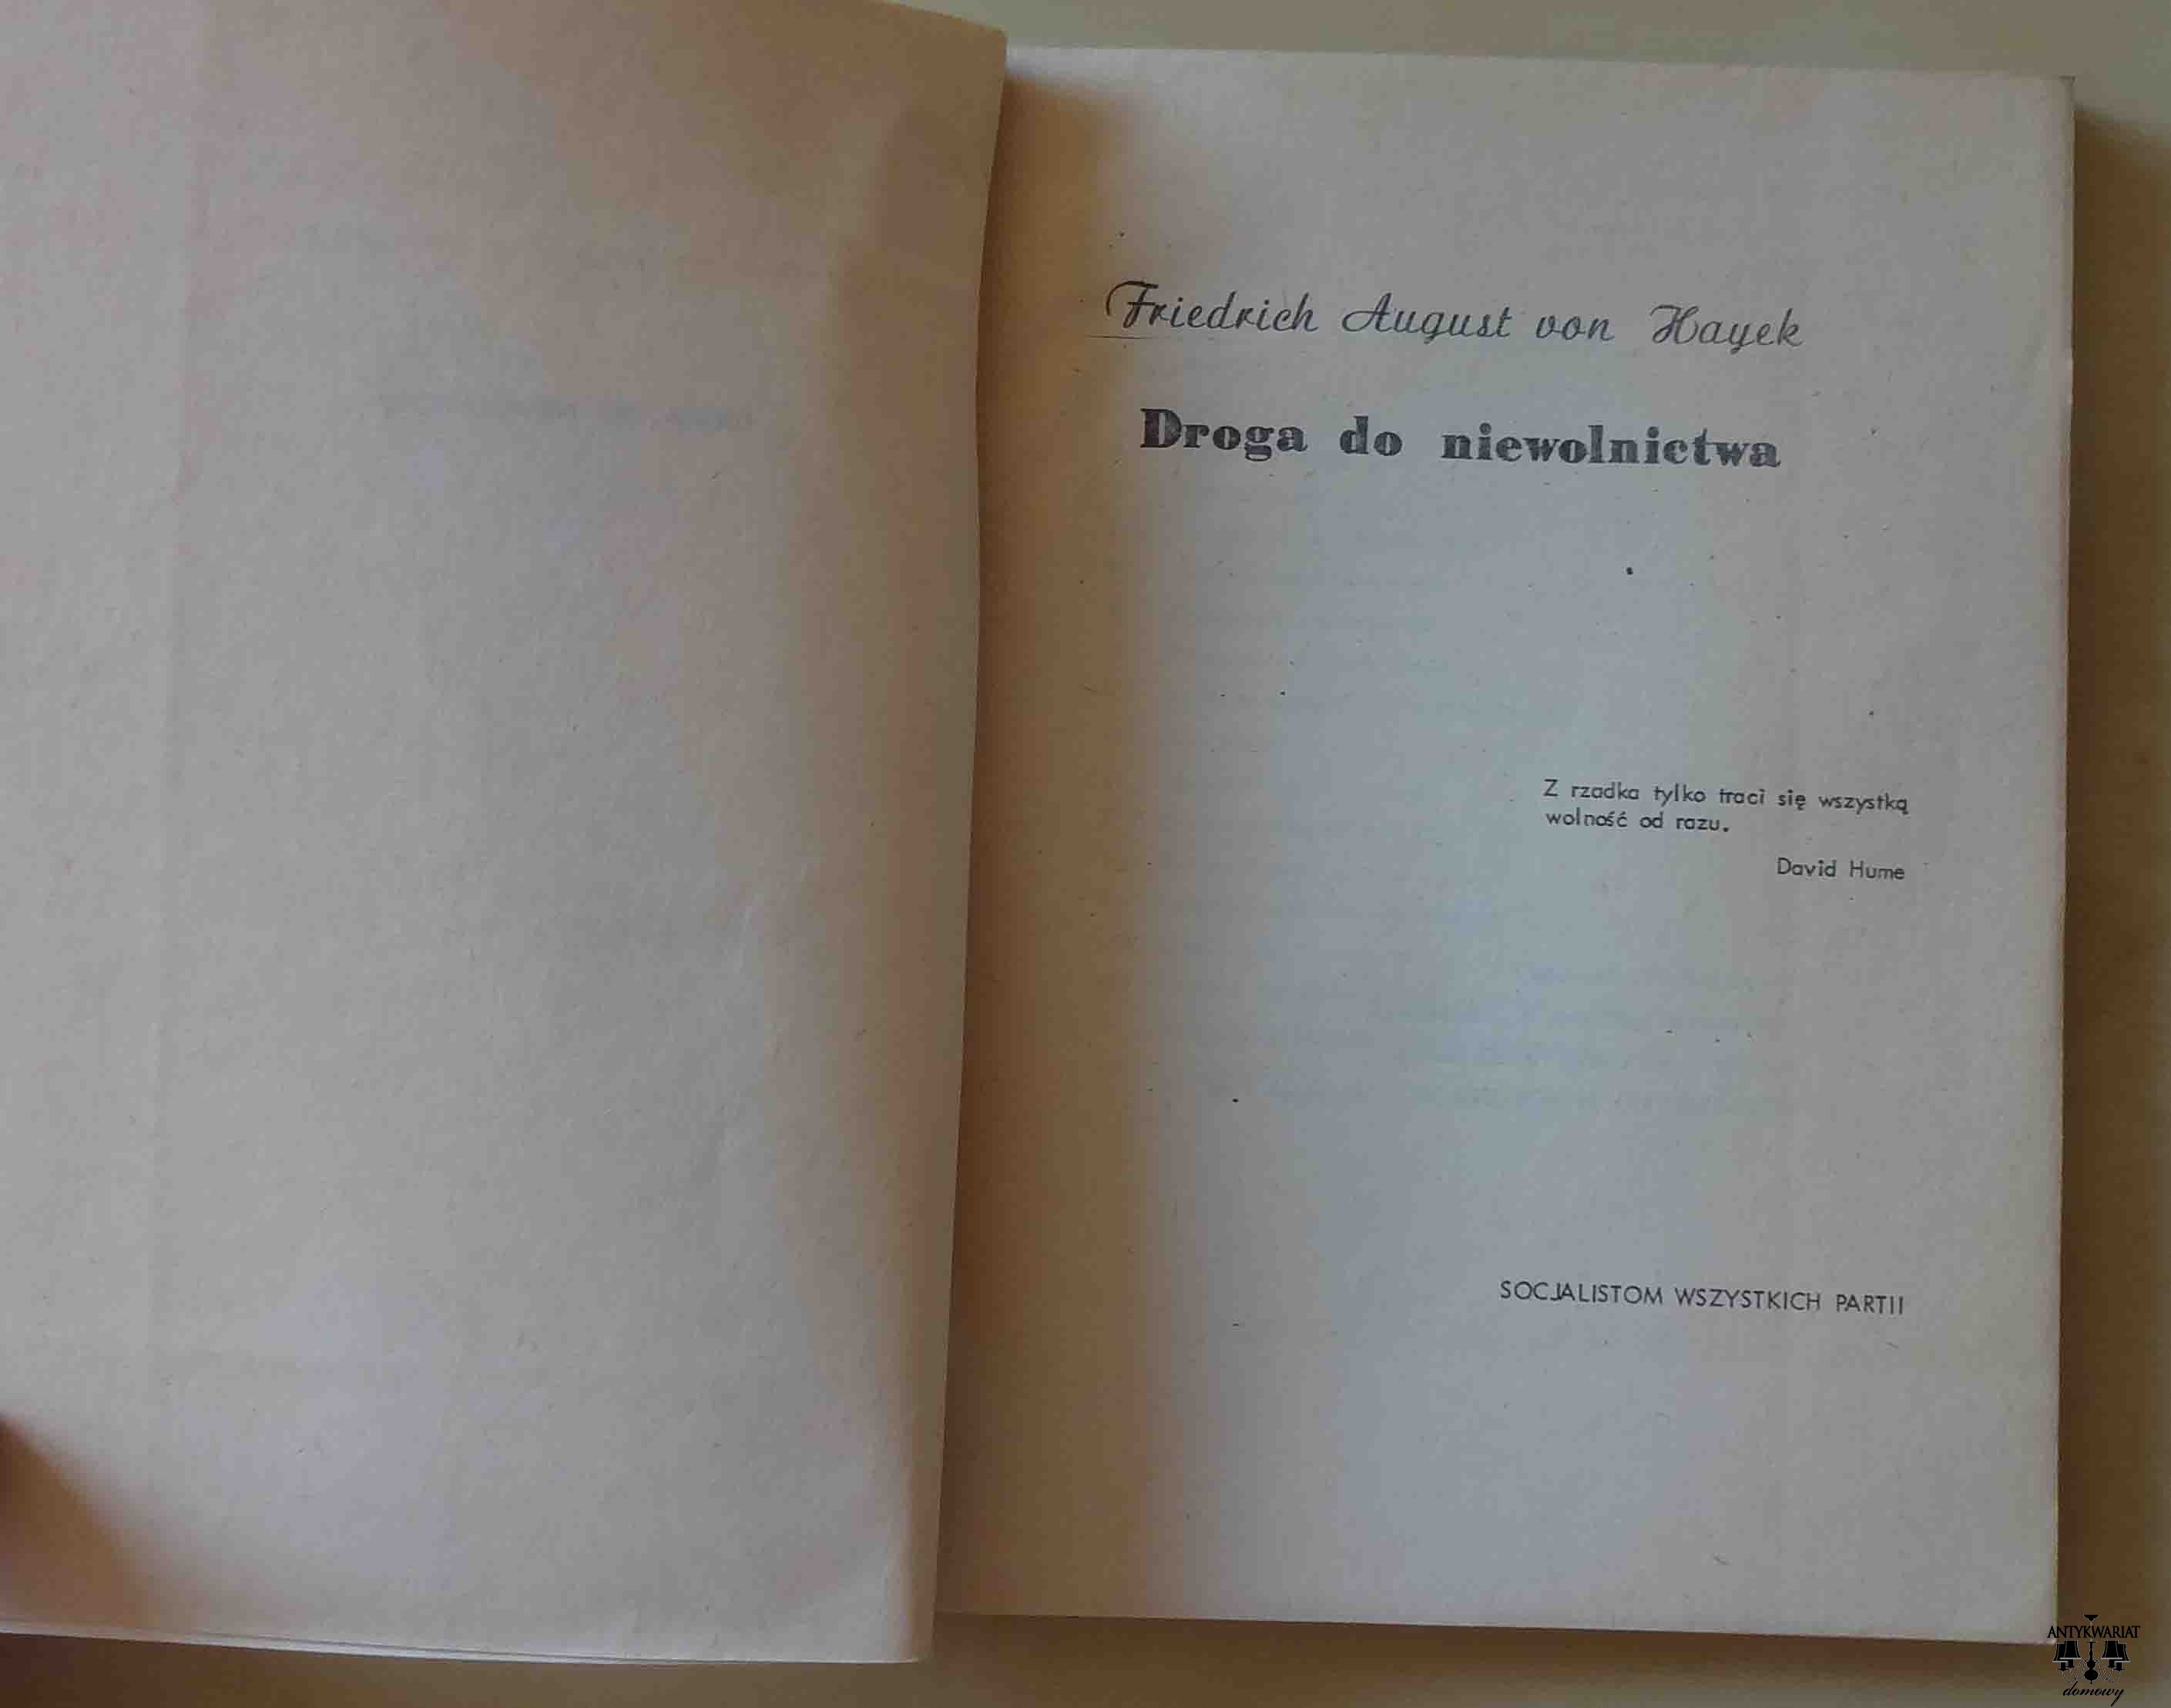 Friedrich August von Hayek
Droga do niewolnictwa
Z rzadka tylko traci się wszystką
wolność od razu.
David Hume
SOCJALISTOM WSZYSTKICH PARTII
ANTYKWARIAT
domowy